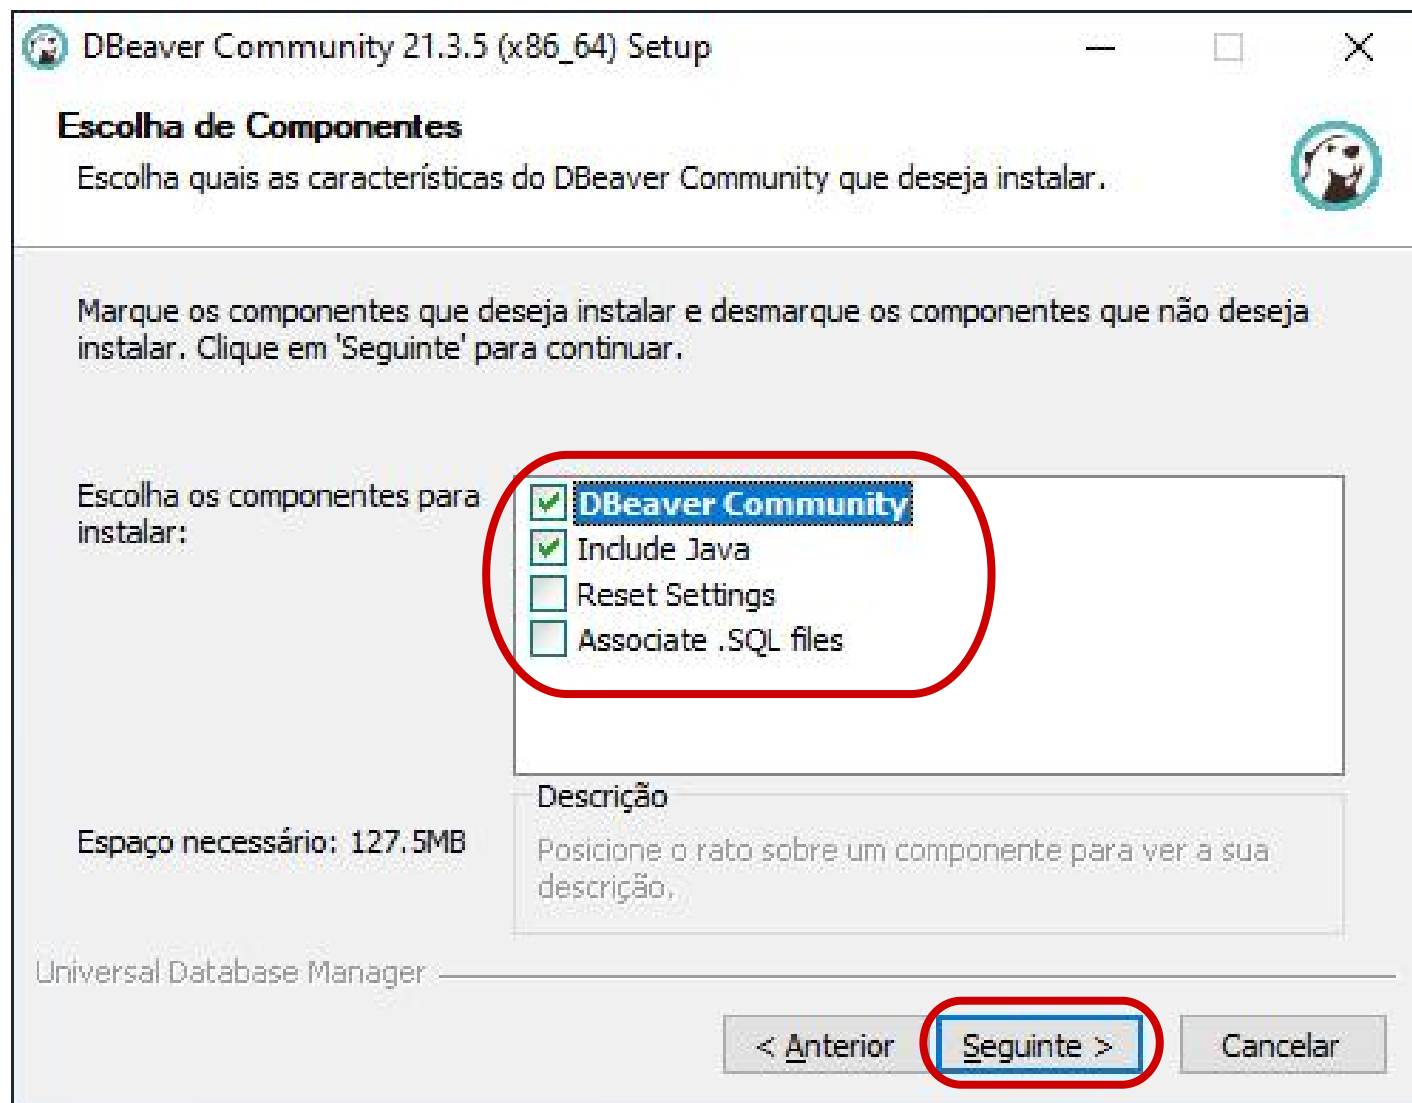 DBeaver Community 21.3.5 (x86_64) Setup
Escolha de Componentes
Escolha quais as características do DBeaver Community que deseja instalar.
Marque os componentes que deseja instalar e desmarque os componentes que não deseja
instalar. Clique em 'Seguinte' para continuar.
Escolha os componentes para
instalar:
DBeaver Community
Include Java
Reset Settings
Associate .SQL files
Espaço necessário: 127.5MB
Descrição
Posicione o rato sobre um componente para ver a sua
descrição.
Universal Database Manager
< Anterior
Seguinte >
Cancelar